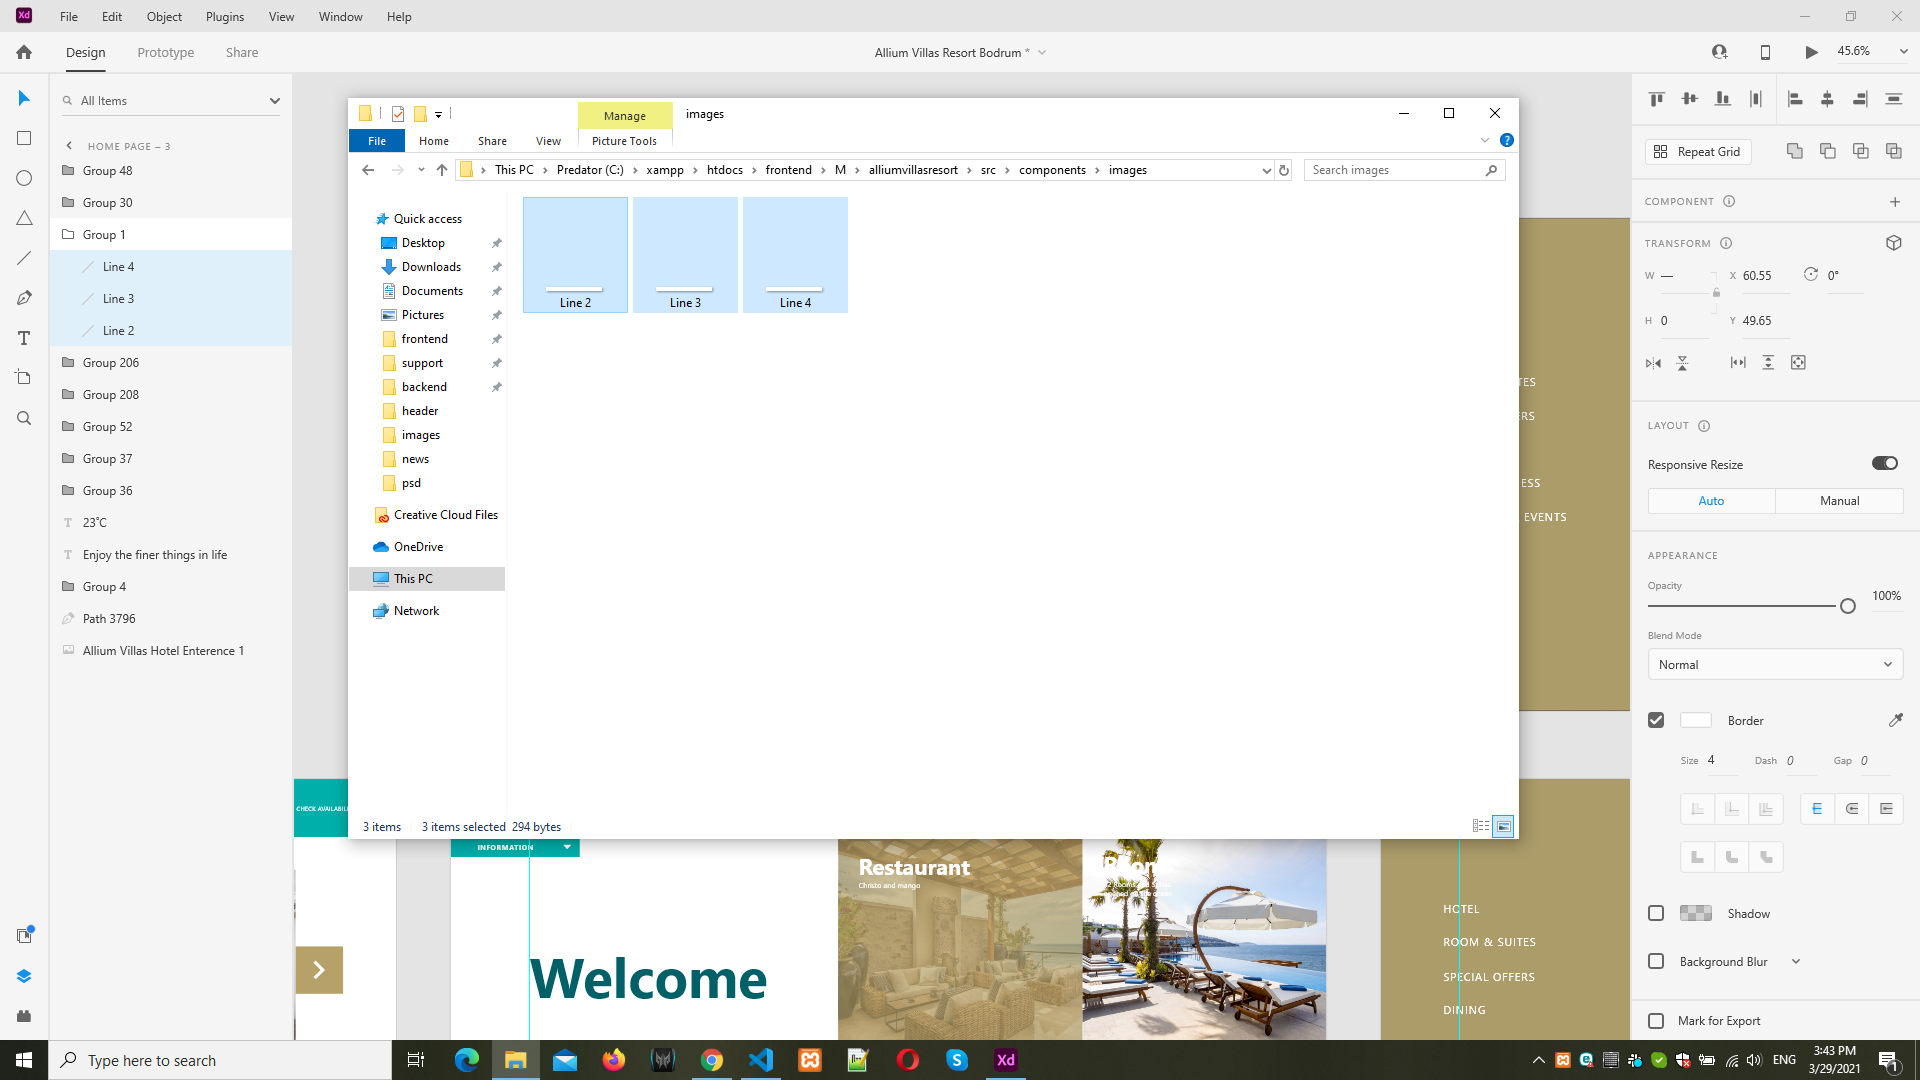 Xd File Edit Object Plugins View Window Help
Design Prototype Share Allium Villas Resort Bodrum * 45.6%
All Items
HOME PAGE – 3
Group 48
Group 30
Group 1
Line 4
Line 3
Line 2
Group 206
Group 208
Group 52
Group 37
Group 36
T 23°C
T Enjoy the finer things in life
Group 4
Path 3796
Allium Villas Hotel Enterence 1
Manage images
File Home Share View Picture Tools
This PC Predator (C:) xampp htdocs frontend M alliumvillasresort src components images Search images
Quick access
Desktop
Downloads
Documents
Pictures
frontend
support
backend
header
images
news
psd
Creative Cloud Files
OneDrive
This PC
Network
Line 2 Line 3 Line 4
3 items 3 items selected 294 bytes
CHECK
INFORMATION
Welcome
Restaurant
Christo and mango
EVENTS
HOTEL
ROOM & SUITES
SPECIAL OFFERS
DINING
Repeat Grid
COMPONENT
TRANSFORM
W — X 60.55 0°
H 0 Y 49.65
LAYOUT
Responsive Resize
Auto Manual
APPEARANCE
Opacity
100%
Blend Mode
Normal
Border
Size 4 Dash 0 Gap 0
Shadow
Background Blur
Mark for Export
Type here to search Xd ENG 3:43 PM
3/29/2021 1